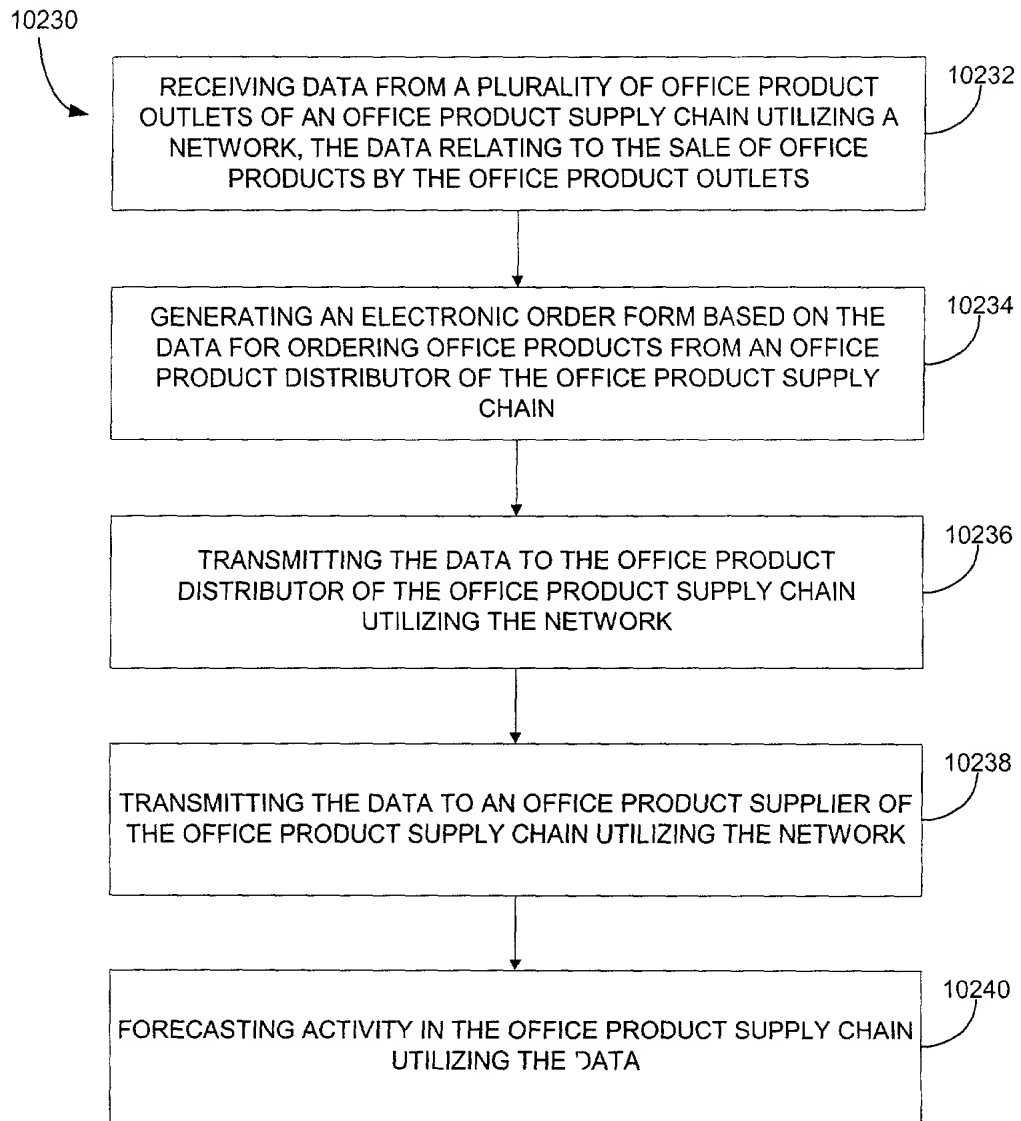 10230
RECEIVING DATA FROM A PLURALITY OF OFFICE PRODUCT
OUTLETS OF AN OFFICE PRODUCT SUPPLY CHAIN UTILIZING A
NETWORK, THE DATA RELATING TO THE SALE OF OFFICE
PRODUCTS BY THE OFFICE PRODUCT OUTLETS
10232
GENERATING AN ELECTRONIC ORDER FORM BASED ON THE
DATA FOR ORDERING OFFICE PRODUCTS FROM AN OFFICE
PRODUCT DISTRIBUTOR OF THE OFFICE PRODUCT SUPPLY
CHAIN
10234
TRANSMITTING THE DATA TO THE OFFICE PRODUCT
DISTRIBUTOR OF THE OFFICE PRODUCT SUPPLY CHAIN
UTILIZING THE NETWORK
10236
TRANSMITTING THE DATA TO AN OFFICE PRODUCT SUPPLIER OF
THE OFFICE PRODUCT SUPPLY CHAIN UTILIZING THE NETWORK
10238
FORECASTING ACTIVITY IN THE OFFICE PRODUCT SUPPLY CHAIN
UTILIZING THE DATA
10240